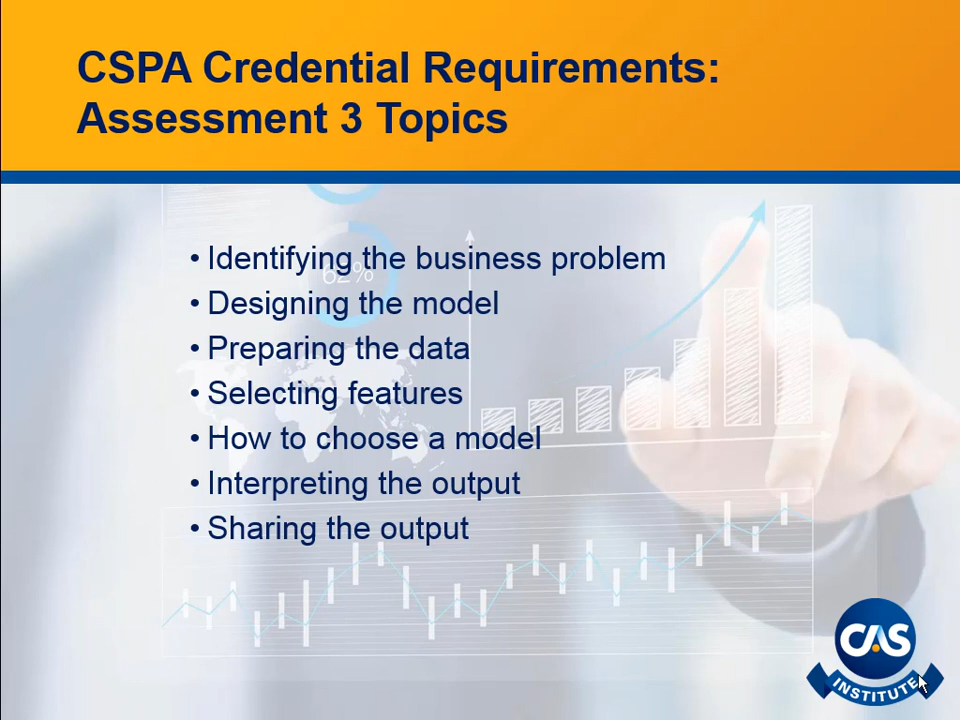 CSPA Credential Requirements:
Assessment 3 Topics
• Identifying the business problem
62%
• Designing the model
• Preparing the data
• Selecting features
• How to choose a model
• Interpreting the output
• Sharing the output
CAS
INSTITUTE